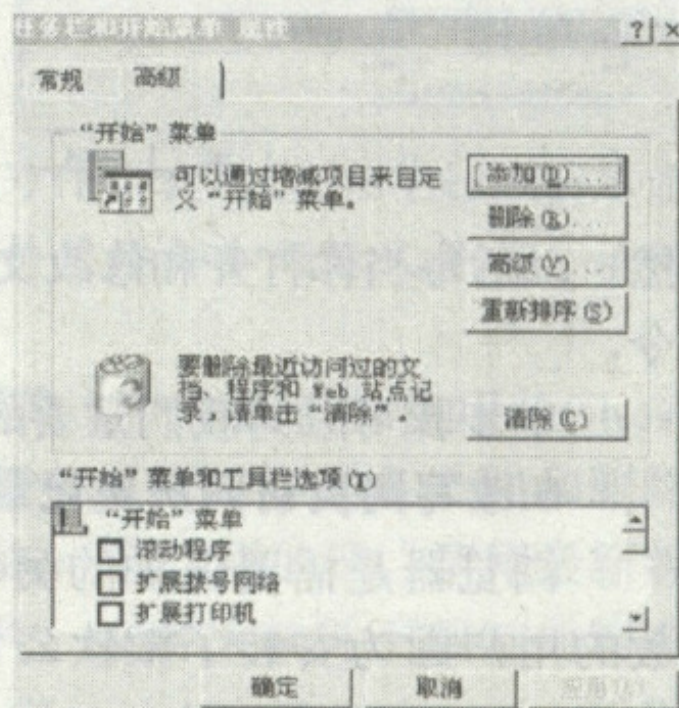 任务栏和开始菜单 属性
常规 高级
“开始”菜单
可以通过增减项目来自定
义“开始”菜单。
添加(D)...
删除(R)...
高级(V)...
重新排序(S)
要删除最近访问过的文
档、程序和 Web 站点记
录，请单击“清除”。
清除(C)
“开始”菜单和工具栏选项(T)
“开始”菜单
滚动程序
扩展拨号网络
扩展打印机
确定 取消 应用(A)